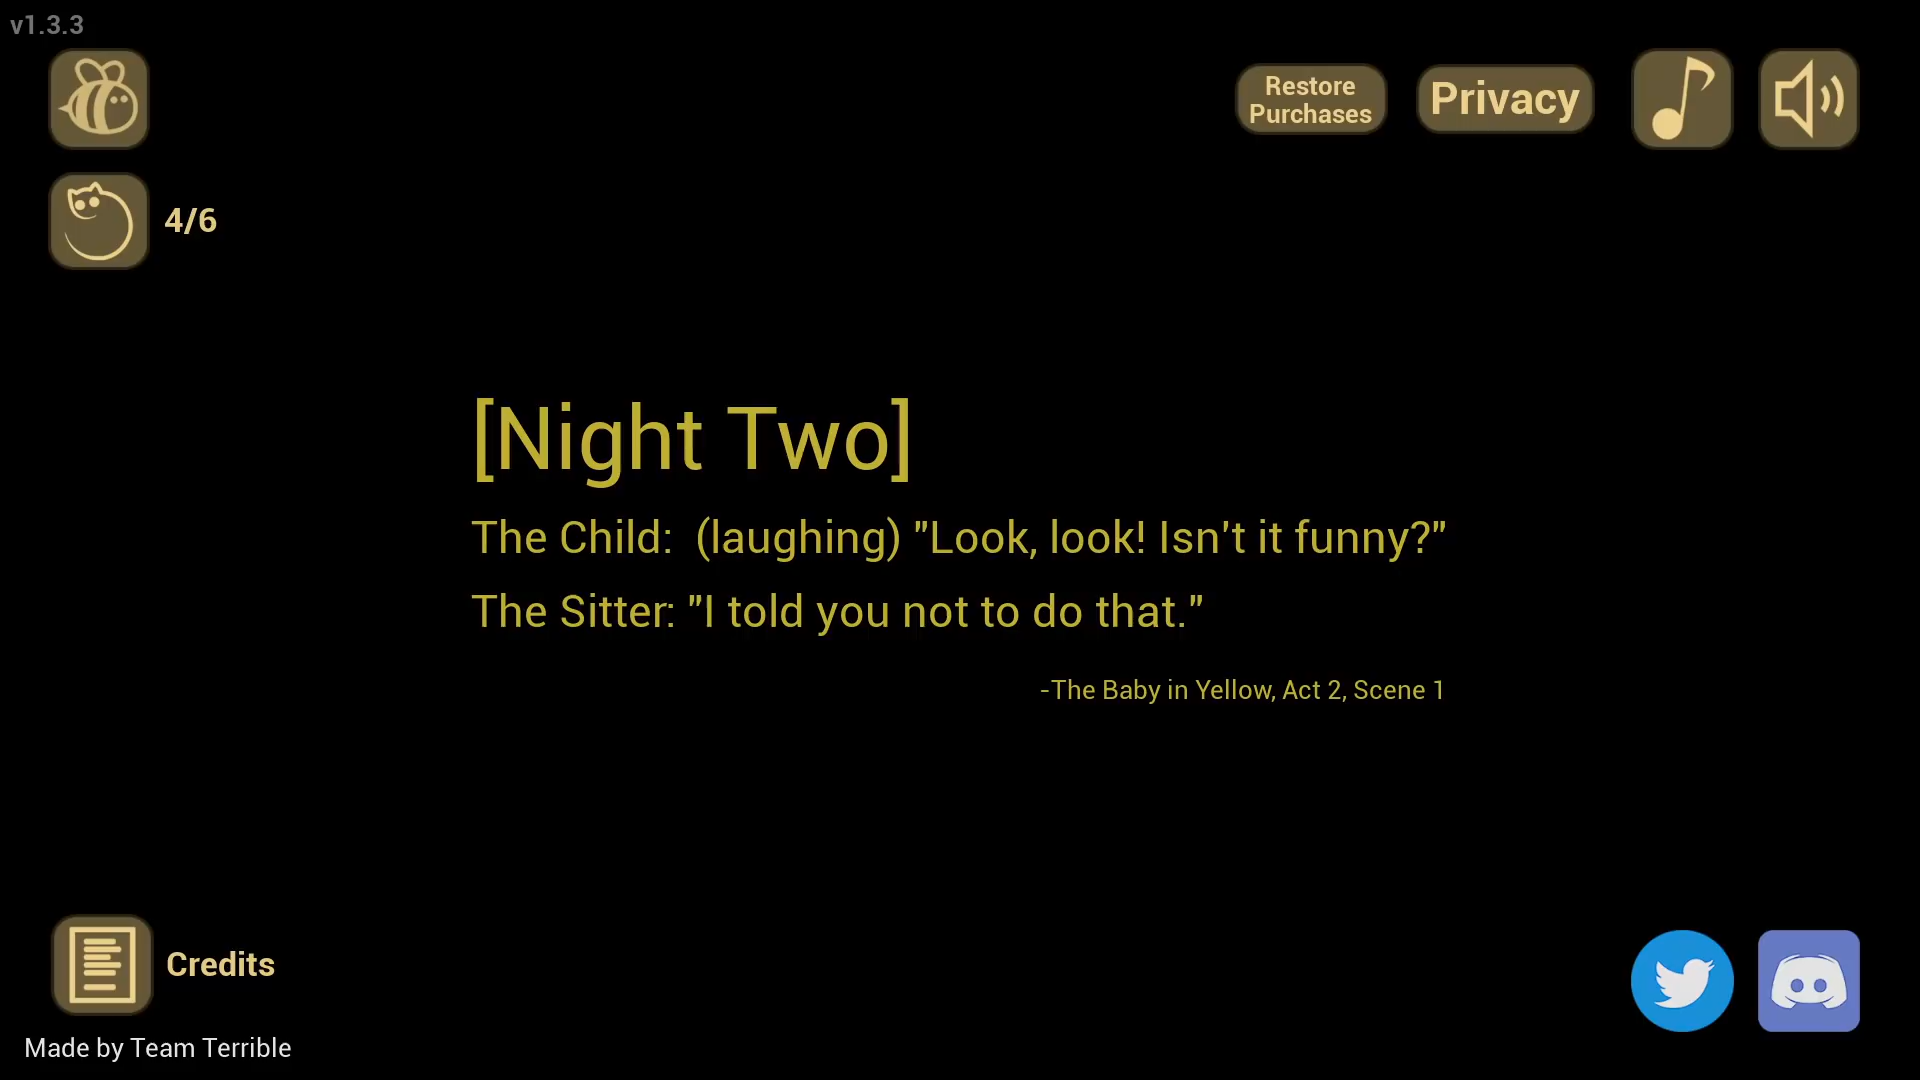 v1.3.3
Restore
Purchases
Privacy
4/6
[Night Two]
The Child:  (laughing) "Look, look! Isn't it funny?"
The Sitter: "I told you not to do that."
-The Baby in Yellow, Act 2, Scene 1
Credits
Made by Team Terrible